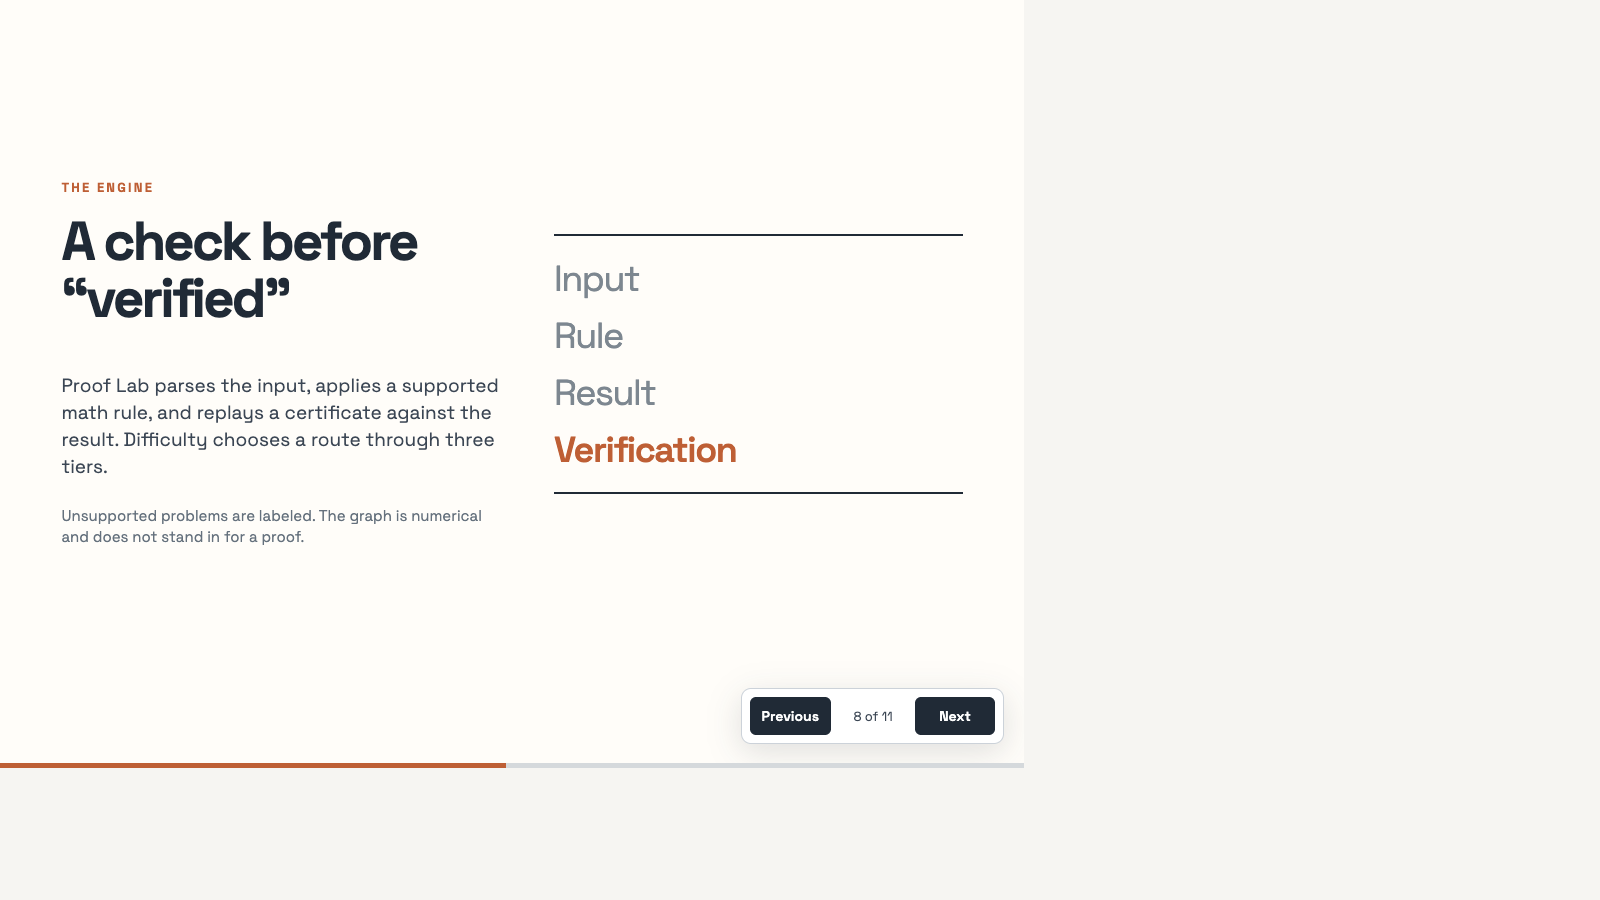 THE ENGINE
A check before
“verified”
Proof Lab parses the input, applies a supported
math rule, and replays a certificate against the
result. Difficulty chooses a route through three
tiers.
Unsupported problems are labeled. The graph is numerical
and does not stand in for a proof.
Input
Rule
Result
Verification
Previous
8 of 11
Next